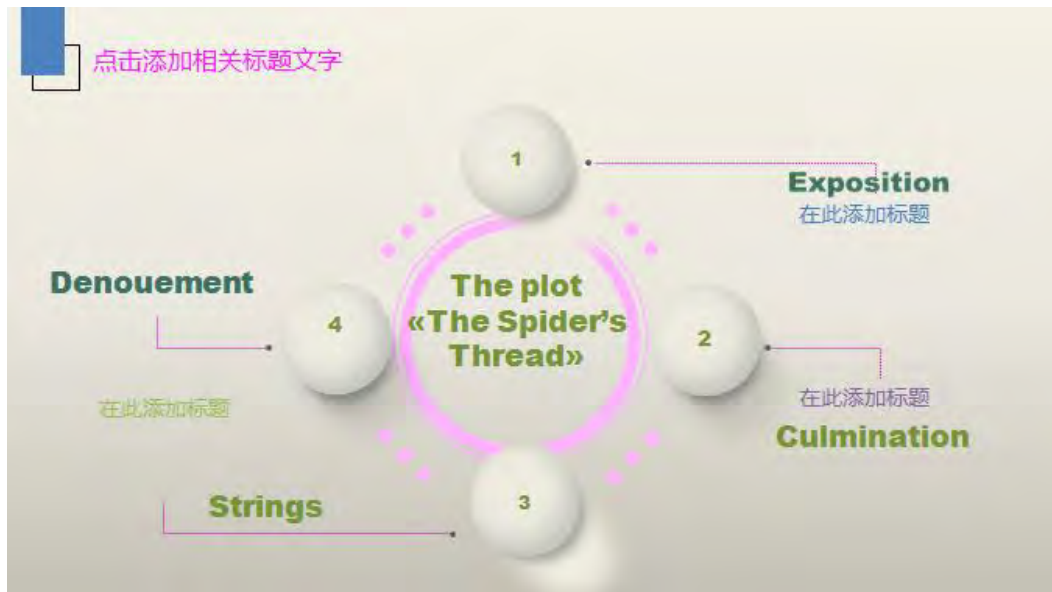 点击添加相关标题文字
1
Exposition
在此添加标题
The plot
«The Spider's
Thread»
2
在此添加标题
Culmination
3
Strings
4
Denouement
在此添加标题